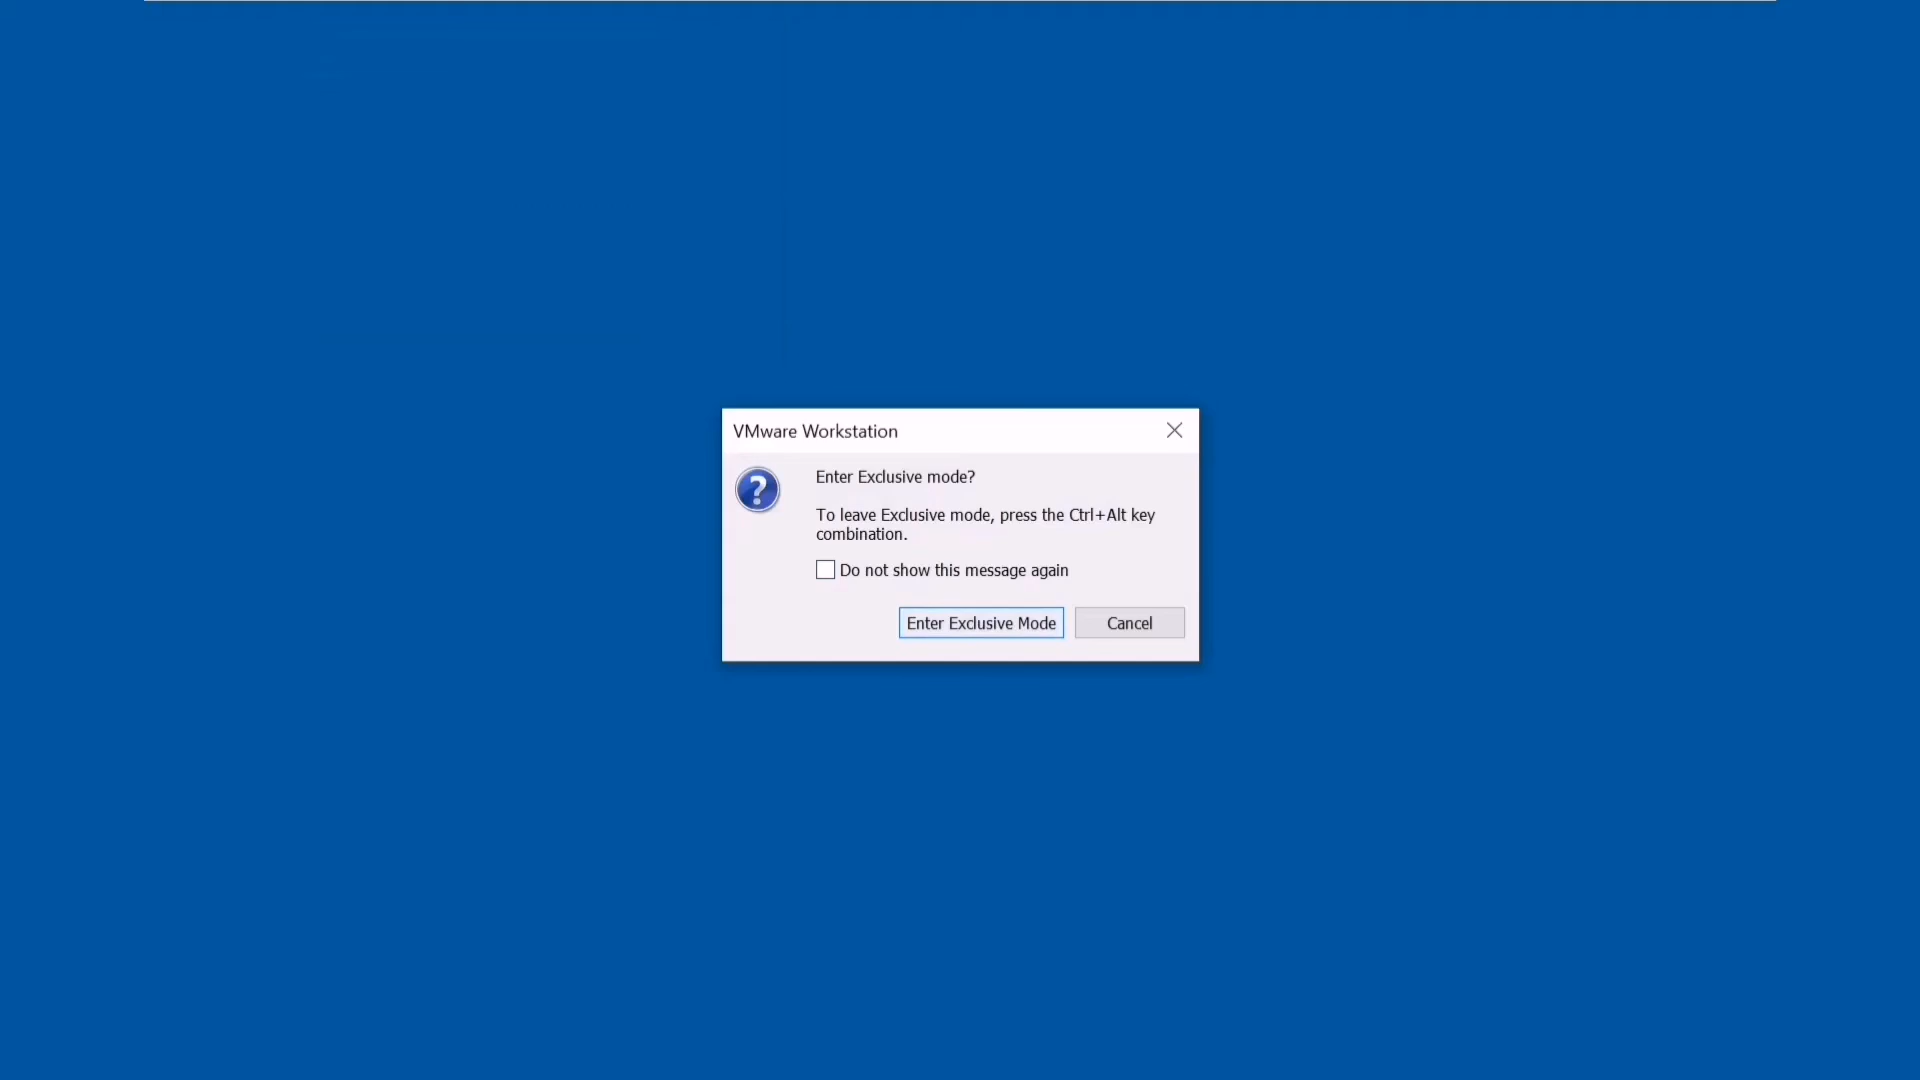 VMware Workstation
Enter Exclusive mode?
To leave Exclusive mode, press the Ctrl+Alt key
combination.
Do not show this message again
Enter Exclusive Mode
Cancel